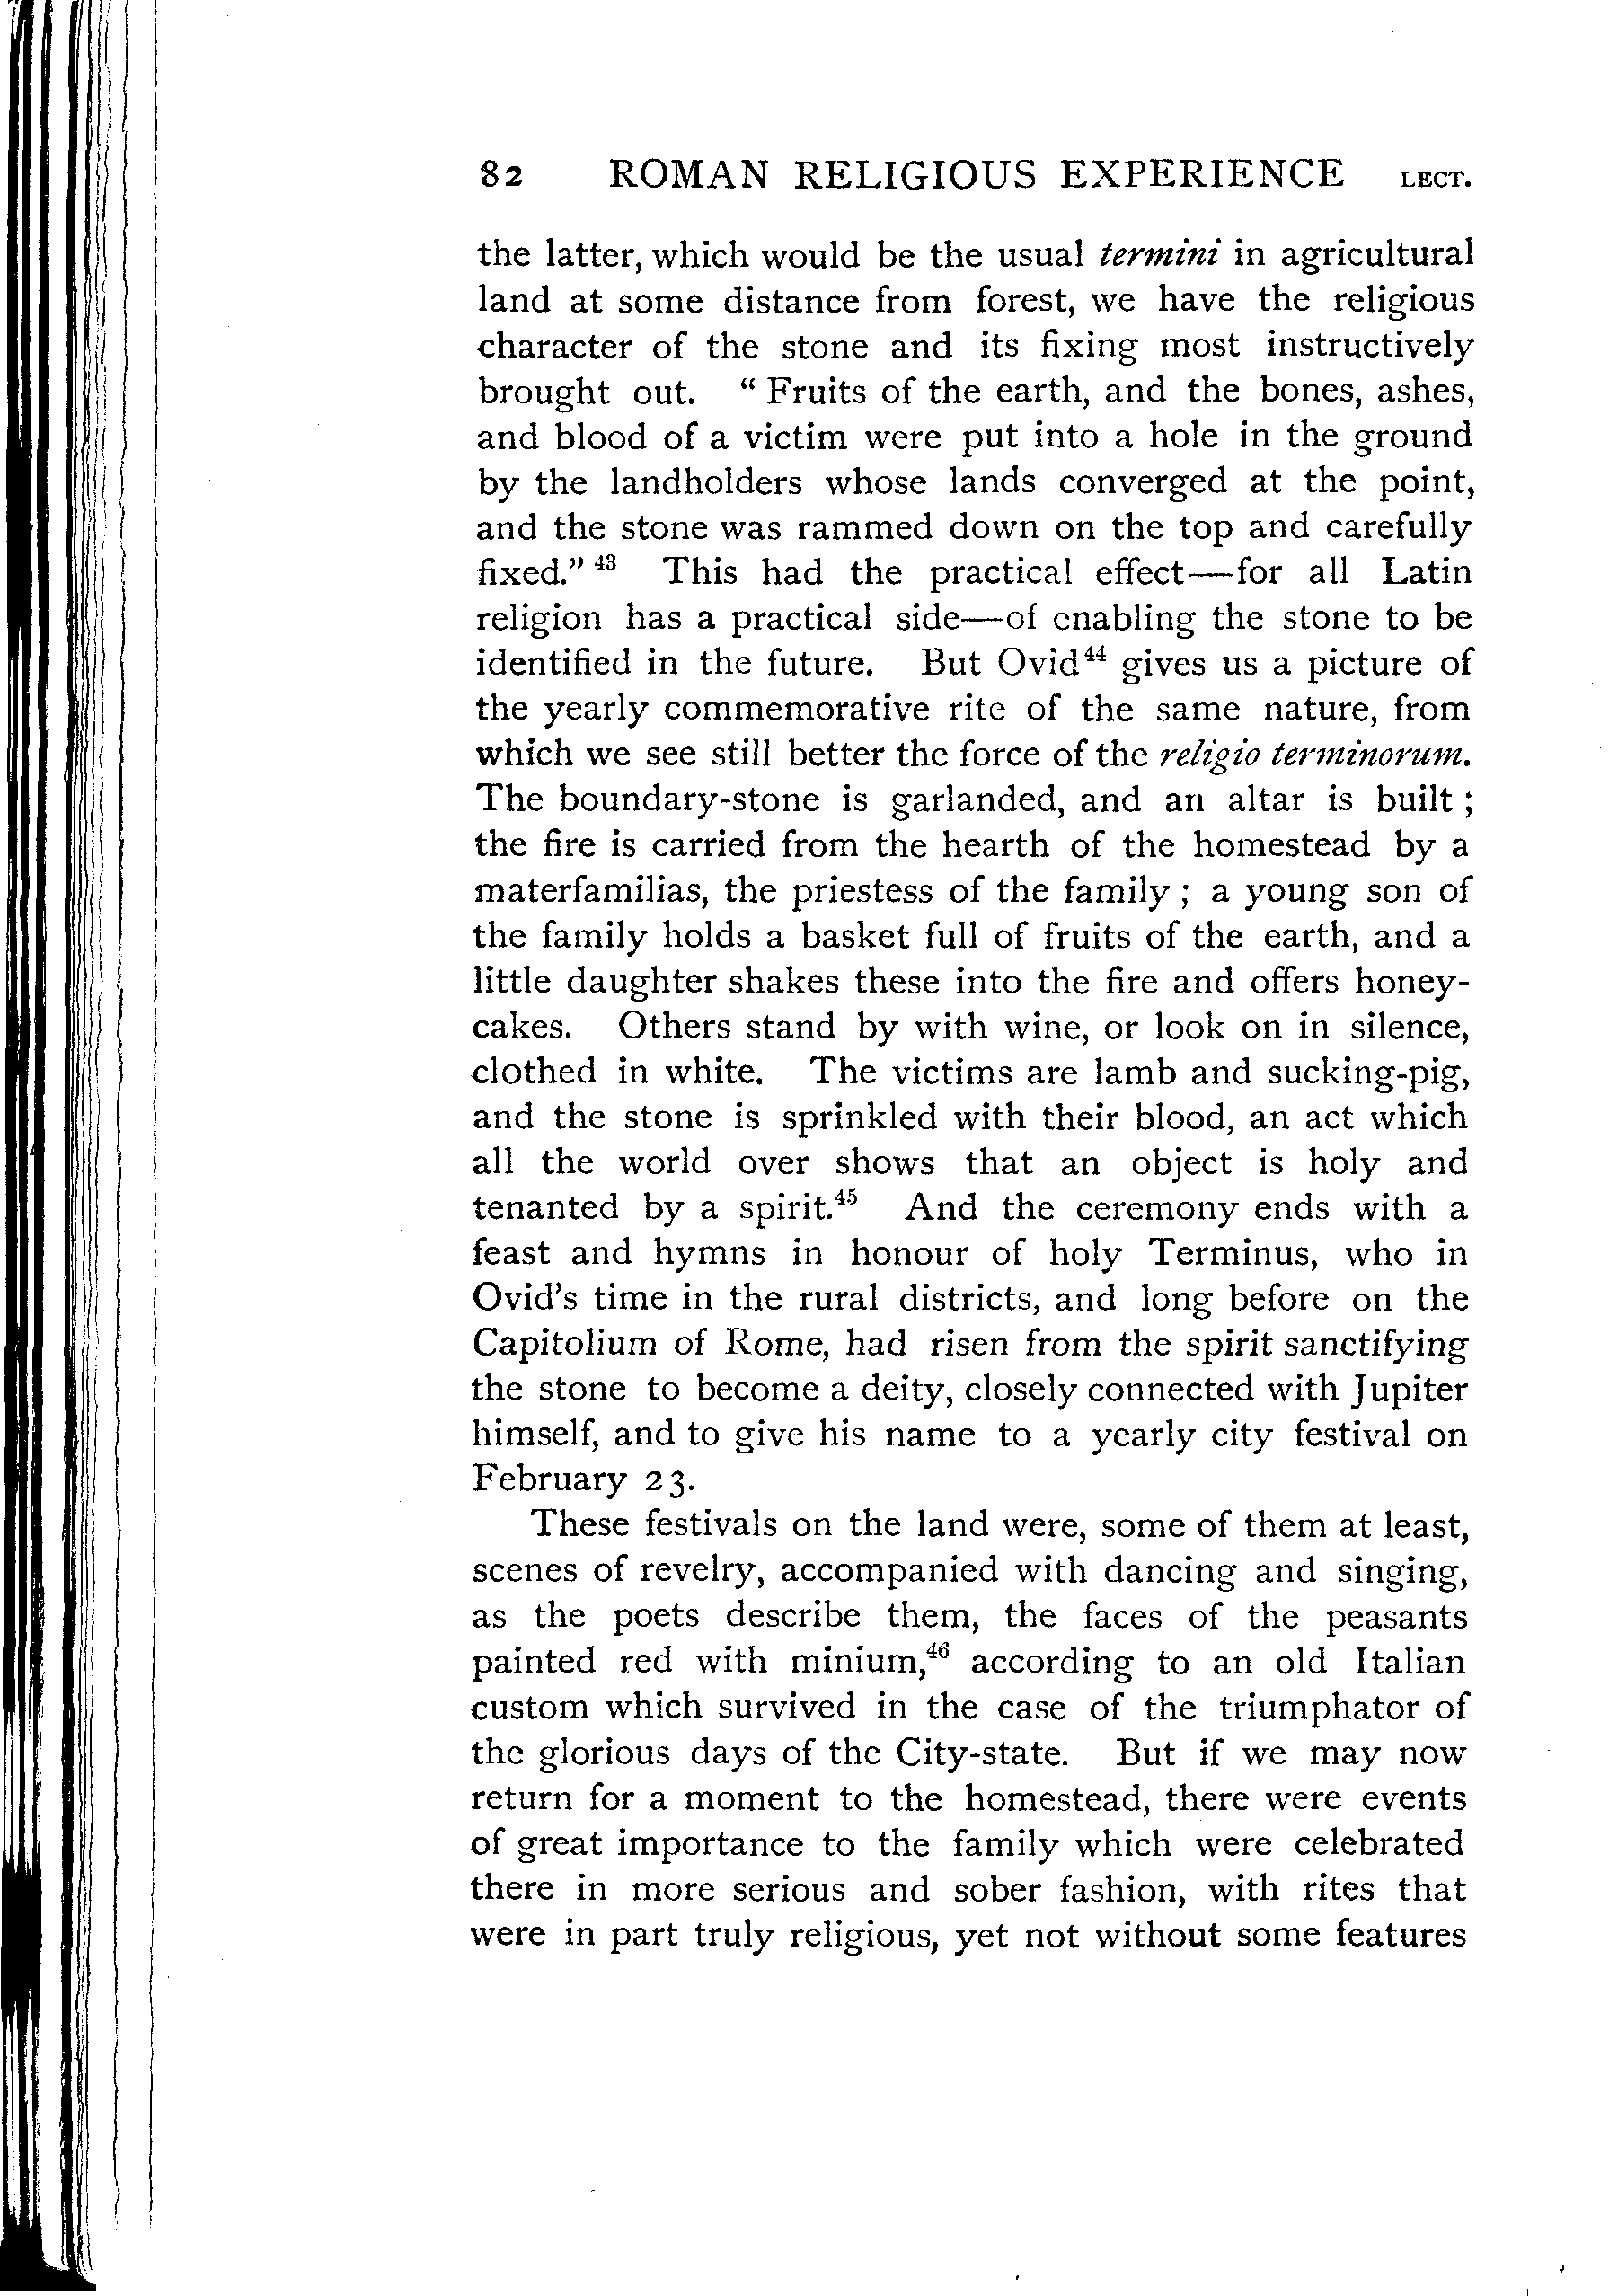 82 ROMAN RELIGIOUS EXPERIENCE LECT.
the latter, which would be the usual termini in agricultural
land at some distance from forest, we have the religious
character of the stone and its fixing most instructively
brought out. “ Fruits of the earth, and the bones, ashes,
and blood of a victim were put into a hole in the ground
by the landholders whose lands converged at the point,
and the stone was rammed down on the top and carefully
fixed.” 43 This had the practical effect—for all Latin
religion has a practical side—of enabling the stone to be
identified in the future. But Ovid44 gives us a picture of
the yearly commemorative rite of the same nature, from
which we see still better the force of the religio terminorum.
The boundary-stone is garlanded, and an altar is built ;
the fire is carried from the hearth of the homestead by a
materfamilias, the priestess of the family ; a young son of
the family holds a basket full of fruits of the earth, and a
little daughter shakes these into the fire and offers honey-
cakes. Others stand by with wine, or look on in silence,
clothed in white. The victims are lamb and sucking-pig,
and the stone is sprinkled with their blood, an act which
all the world over shows that an object is holy and
tenanted by a spirit.45 And the ceremony ends with a
feast and hymns in honour of holy Terminus, who in
Ovid’s time in the rural districts, and long before on the
Capitolium of Rome, had risen from the spirit sanctifying
the stone to become a deity, closely connected with Jupiter
himself, and to give his name to a yearly city festival on
February 23.
These festivals on the land were, some of them at least,
scenes of revelry, accompanied with dancing and singing,
as the poets describe them, the faces of the peasants
painted red with minium,46 according to an old Italian
custom which survived in the case of the triumphator of
the glorious days of the City-state. But if we may now
return for a moment to the homestead, there were events
of great importance to the family which were celebrated
there in more serious and sober fashion, with rites that
were in part truly religious, yet not without some features